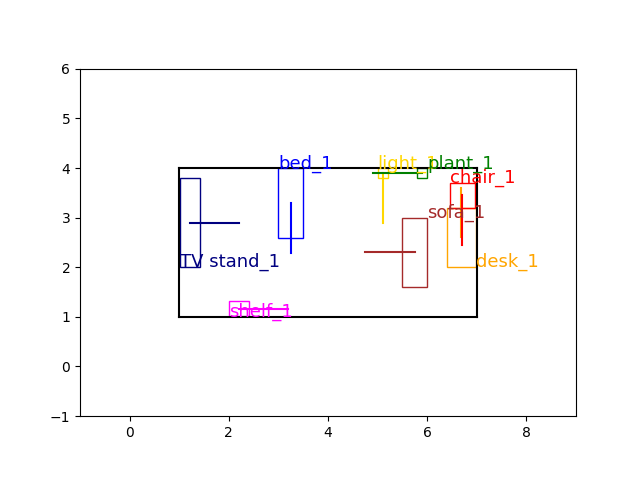 6
5
4
3
2
1
0
−1
bed_1
light_1
plant_1
chair_1
sofa_1
TV stand_1
desk_1
shelf_1
0
2
4
6
8